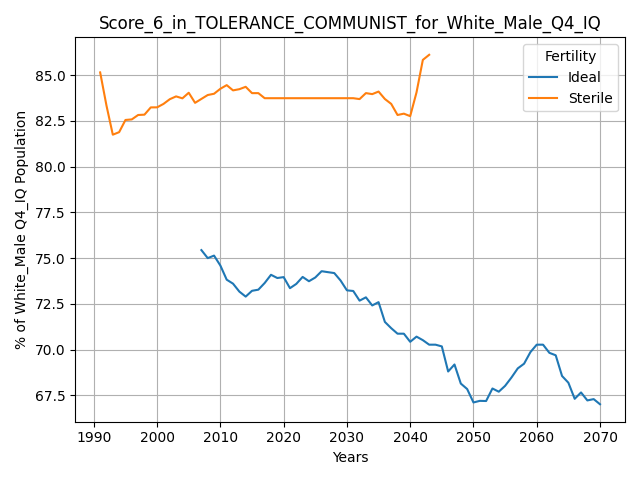 Score_6_in_TOLERANCE_COMMUNIST_for_White_Male_Q4_IQ
Fertility
Ideal
Sterile
% of White_Male Q4_IQ Population
85.0
82.5
80.0
77.5
75.0
72.5
70.0
67.5
1990 2000 2010 2020 2030 2040 2050 2060 2070
Years